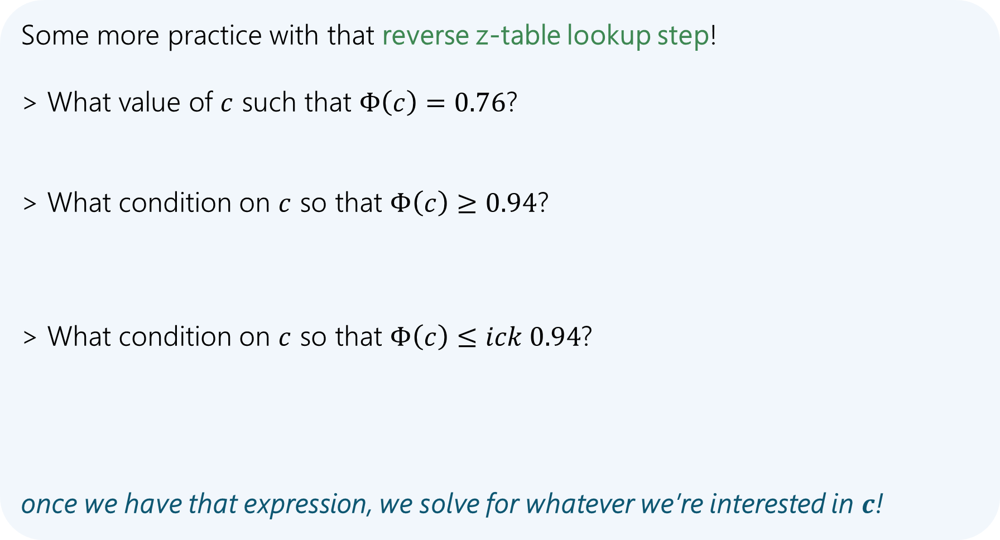 Some more practice with that reverse z-table lookup step!
> What value of c such that Φ(c) = 0.76?
> What condition on c so that Φ(c) ≥ 0.94?
> What condition on c so that Φ(c) ≤ ick 0.94?
once we have that expression, we solve for whatever we're interested in c!